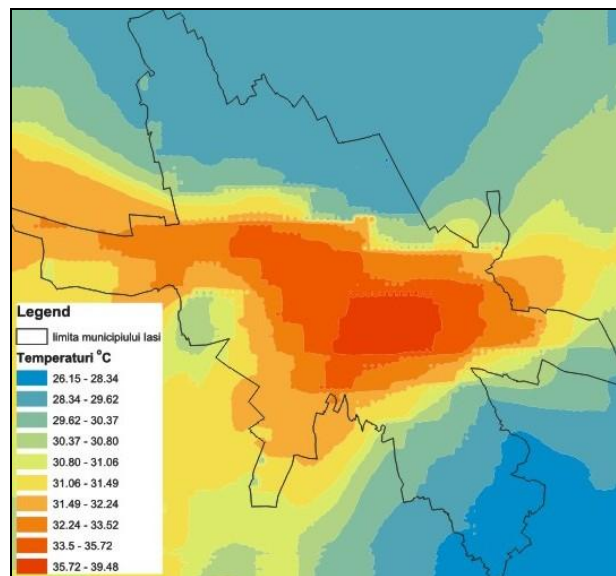 Legend
limita municipiului Iasi
Temperaturi °C
26.15 - 28.34
28.34 - 29.62
29.62 - 30.37
30.37 - 30.80
30.80 - 31.06
31.06 - 31.49
31.49 - 32.24
32.24 - 33.52
33.5 - 35.72
35.72 - 39.48